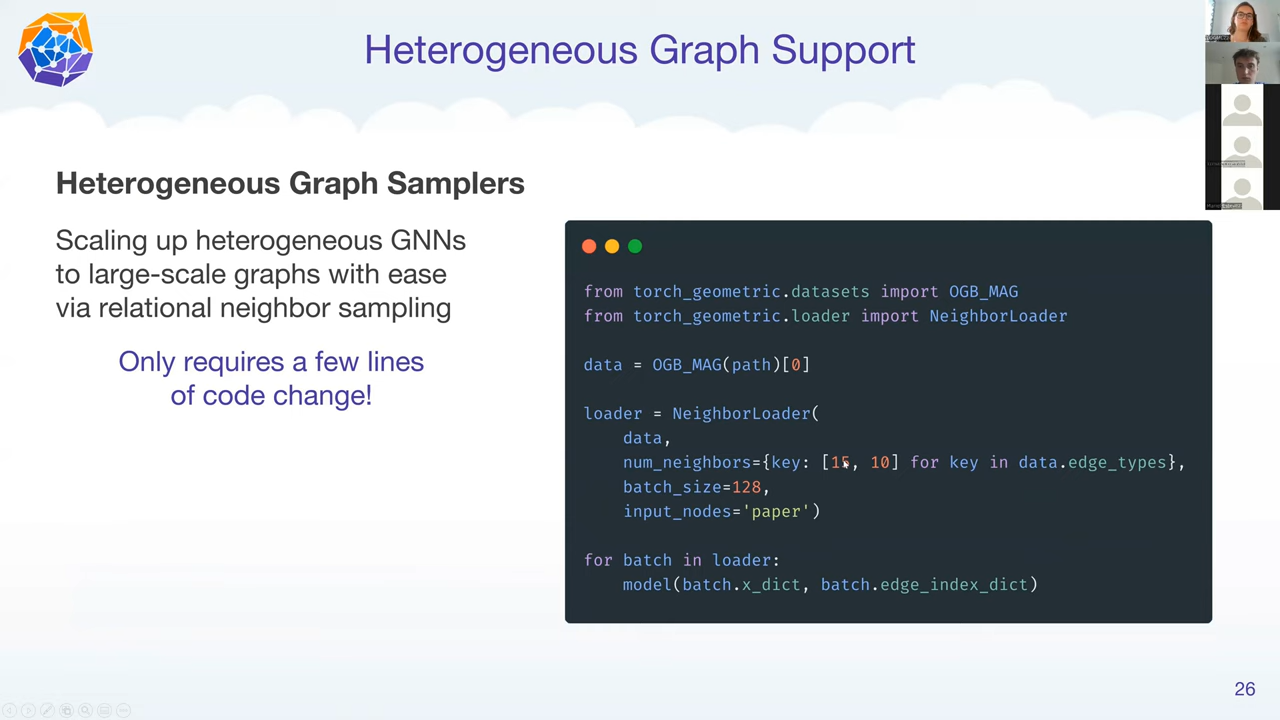 Heterogeneous Graph Support
Heterogeneous Graph Samplers
Scaling up heterogeneous GNNs
to large-scale graphs with ease
via relational neighbor sampling
Only requires a few lines
of code change!
from torch_geometric.datasets import OGB_MAG
from torch_geometric.loader import NeighborLoader
data = OGB_MAG(path)[0]
loader = NeighborLoader(
data,
num_neighbors={key: [15, 10] for key in data.edge_types},
batch_size=128,
input_nodes='paper')
for batch in loader:
model(batch.x_dict, batch.edge_index_dict)
26